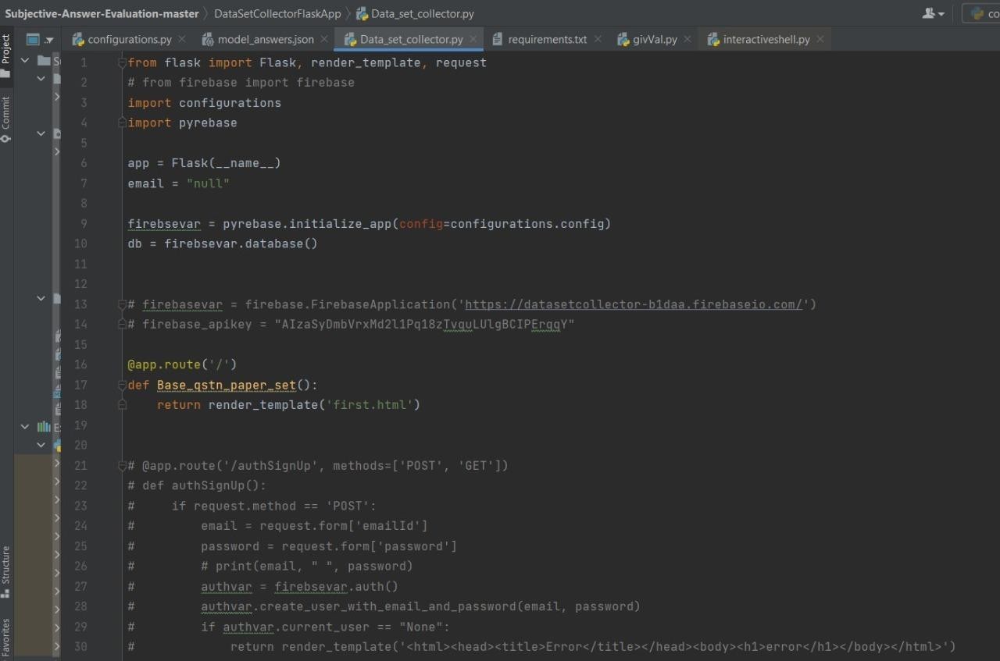 Subjective-Answer-Evaluation-master DataSetCollectorFlaskApp Data_set_collector.py
configurations.py model_answers.json Data_set_collector.py requirements.txt givVal.py interactiveshell.py
Project
Commit
Structure
Favorites
1 from flask import Flask, render_template, request
2 # from firebase import firebase
3 import configurations
4 import pyrebase
5
6 app = Flask(__name__)
7 email = "null"
8
9 firebsevar = pyrebase.initialize_app(config=configurations.config)
10 db = firebsevar.database()
11
12
13 # firebasevar = firebase.FirebaseApplication('https://datasetcollector-b1daa.firebaseio.com/')
14 # firebase_apikey = "AIzaSyDmbVrxMd2l1Pq18zTvquLUlgBCIPErqqY"
15
16 @app.route('/')
17 def Base_qstn_paper_set():
18     return render_template('first.html')
19
20
21 # @app.route('/authSignUp', methods=['POST', 'GET'])
22 # def authSignUp():
23 #     if request.method == 'POST':
24 #         email = request.form['emailId']
25 #         password = request.form['password']
26 #         # print(email, " ", password)
27 #         authvar = firebsevar.auth()
28 #         authvar.create_user_with_email_and_password(email, password)
29 #         if authvar.current_user == "None":
30 #             return render_template('<html><head><title>Error</title></head><body><h1>error</h1></body></html>')